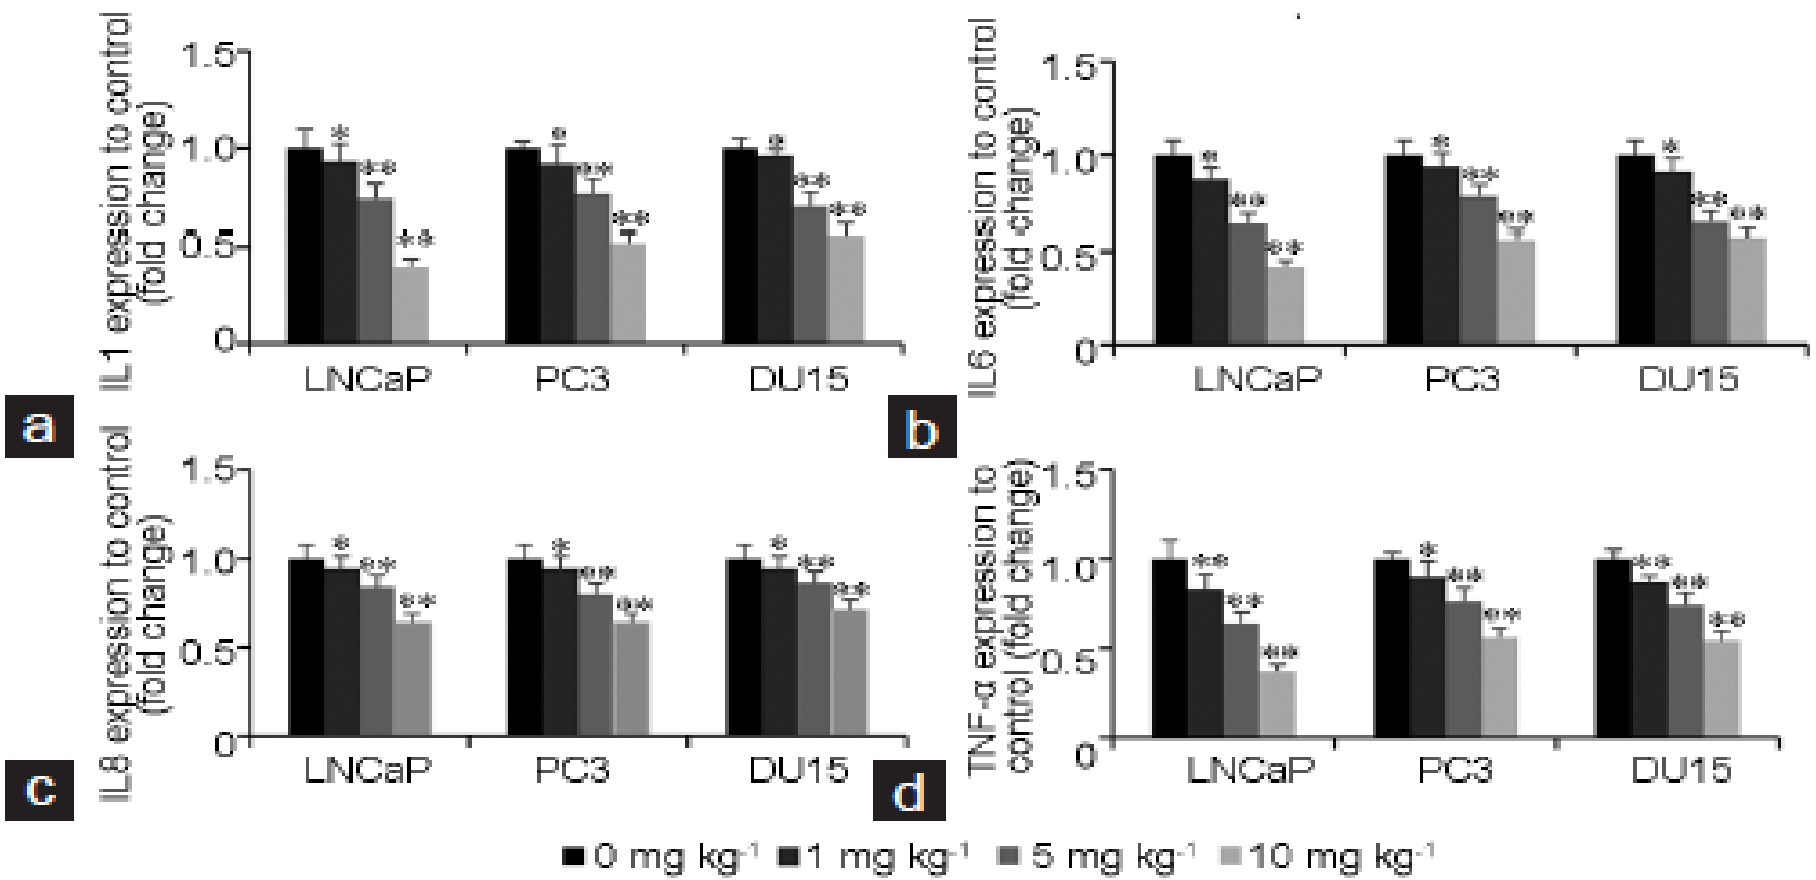 IL1 expression to control
(fold change)
1.5
1.0
0.5
0
* ** **
* ** **
* ** **
LNCaP PC3 DU15
a
IL6 expression to control
(fold change)
1.5
1.0
0.5
0
* ** **
* ** **
* ** **
LNCaP PC3 DU15
b
IL8 expression to control
(fold change)
1.5
1.0
0.5
0
* ** **
* ** **
* ** **
LNCaP PC3 DU15
c
TNF-α expression to
control (fold change)
1.5
1.0
0.5
0
** ** **
* ** **
** ** **
LNCaP PC3 DU15
d
0 mg kg⁻¹ 1 mg kg⁻¹ 5 mg kg⁻¹ 10 mg kg⁻¹